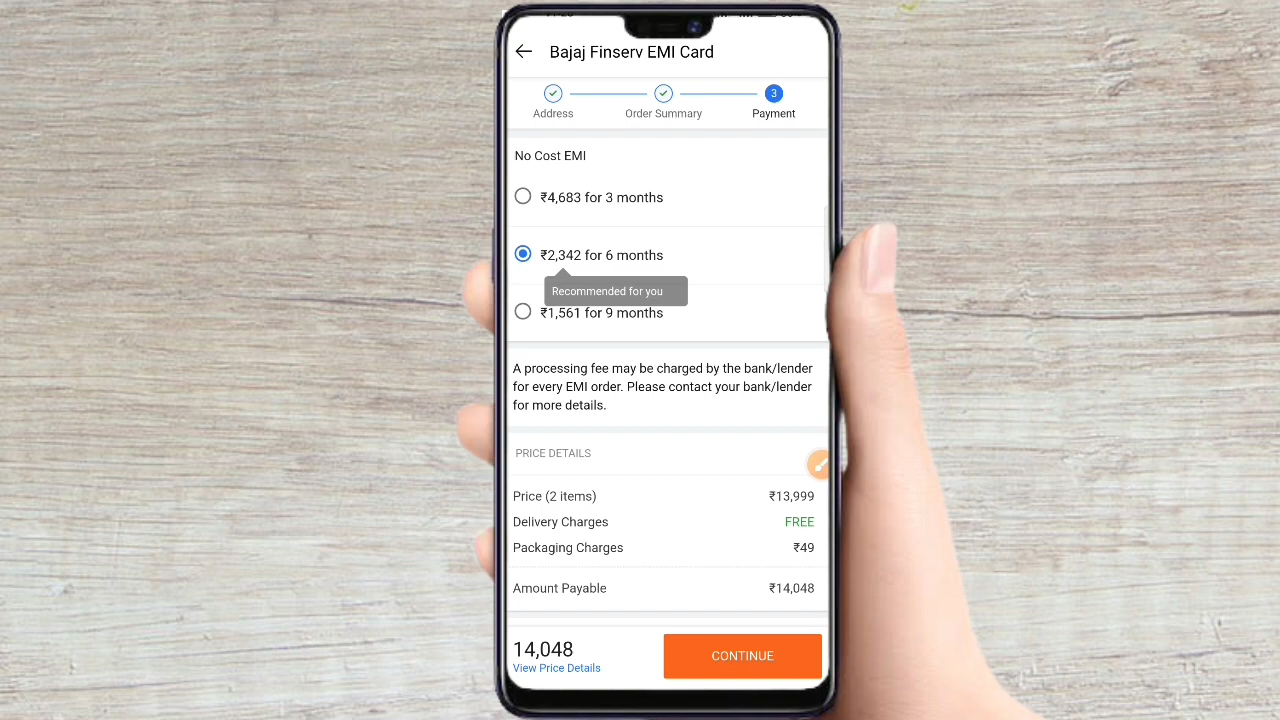 Bajaj Finserv EMI Card
3
Address Order Summary Payment
No Cost EMI
₹4,683 for 3 months
₹2,342 for 6 months
Recommended for you
₹1,561 for 9 months
A processing fee may be charged by the bank/lender
for every EMI order. Please contact your bank/lender
for more details.
PRICE DETAILS
Price (2 items) ₹13,999
Delivery Charges FREE
Packaging Charges ₹49
Amount Payable ₹14,048
14,048
View Price Details
CONTINUE